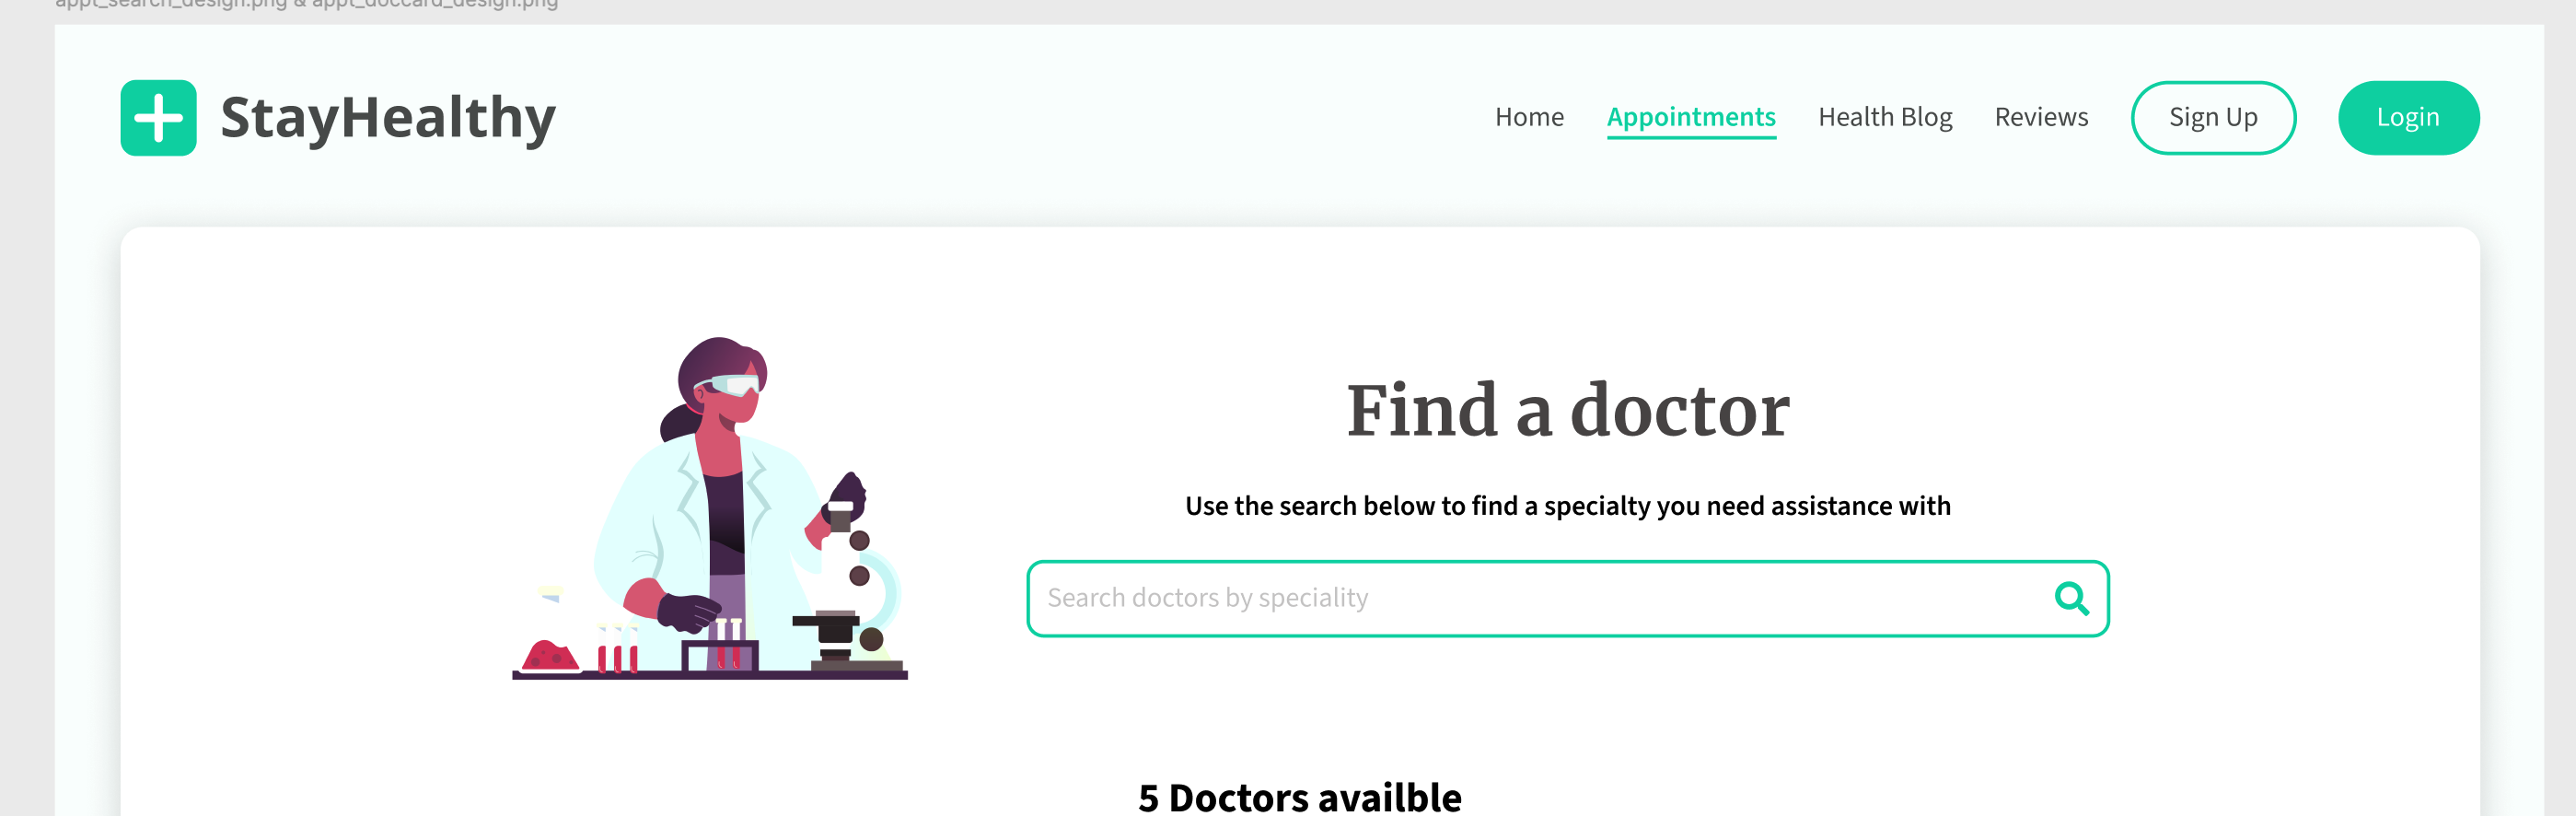 appt_search_design.png & appt_doccard_design.png
StayHealthy
Home Appointments Health Blog Reviews Sign Up Login
Find a doctor
Use the search below to find a specialty you need assistance with
Search doctors by speciality
5 Doctors availble